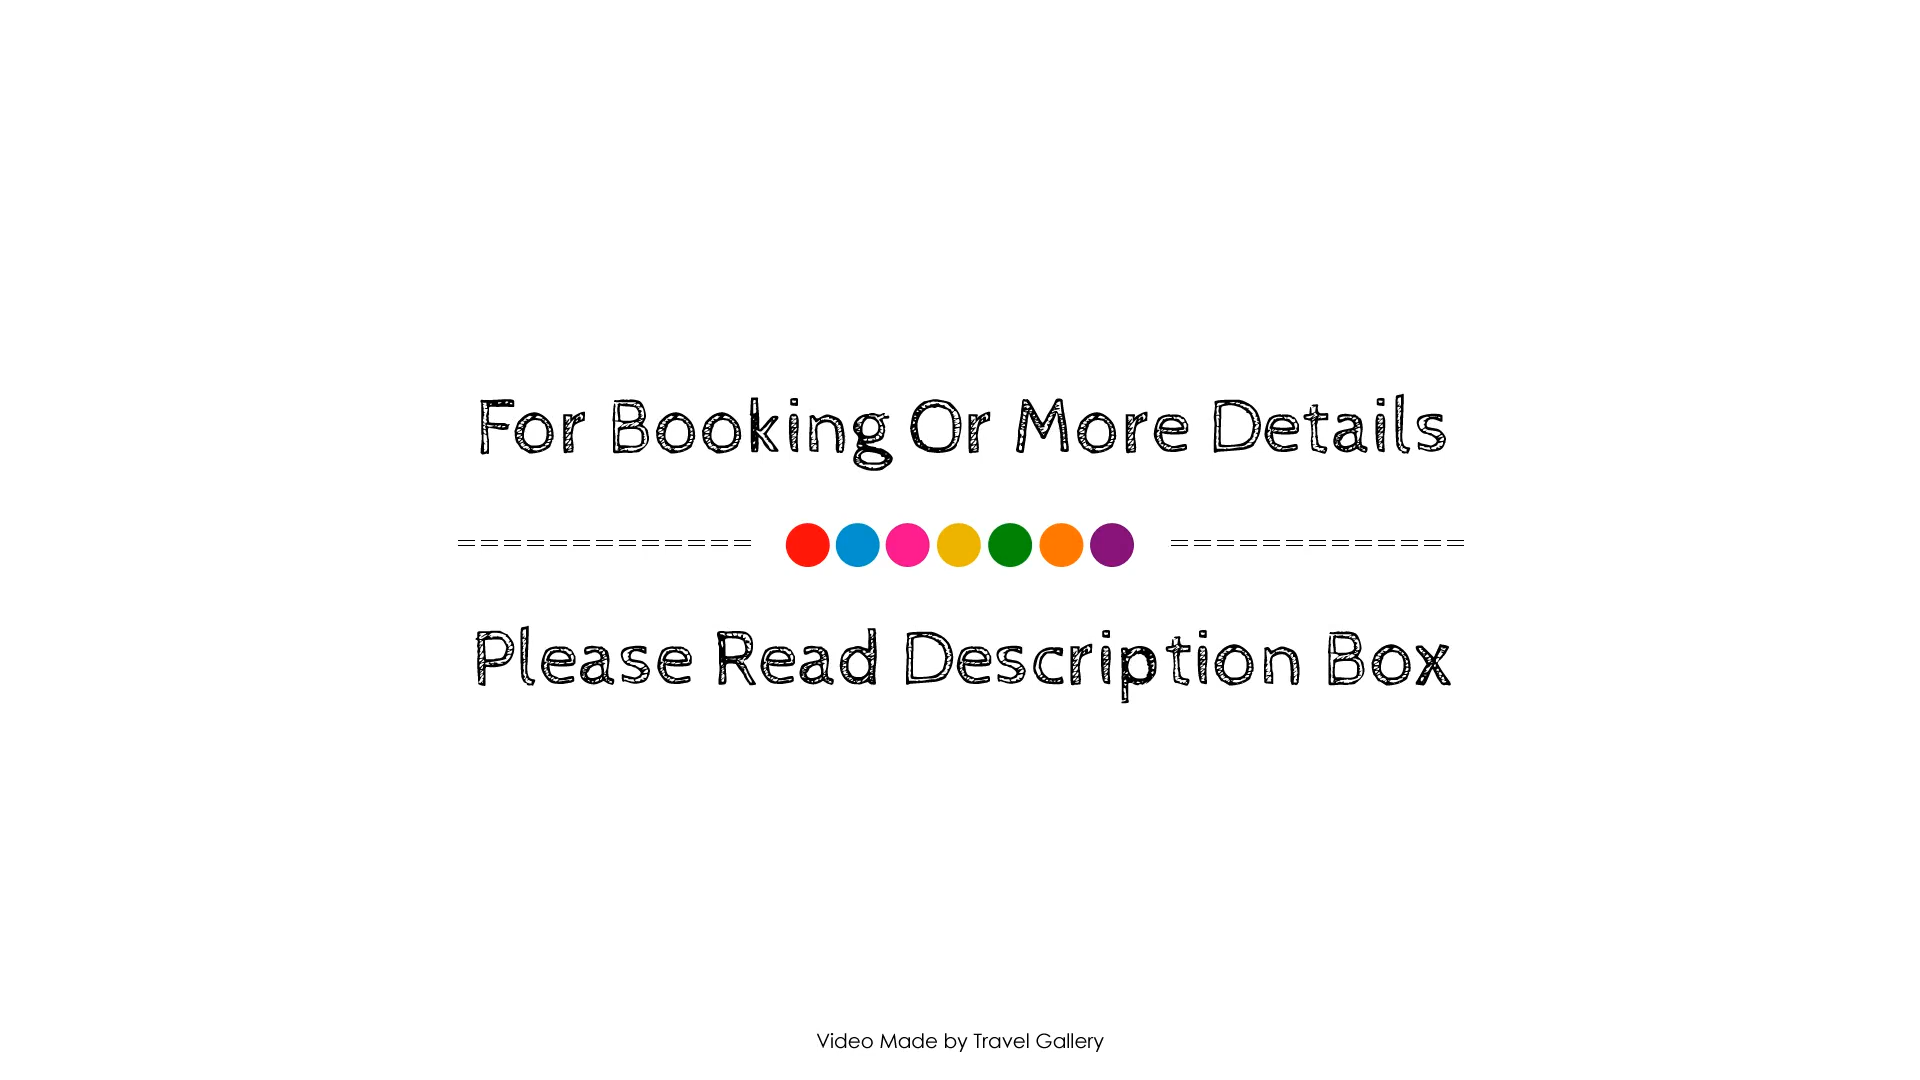 For Booking Or More Details
============= =============
Please Read Description Box
Video Made by Travel Gallery